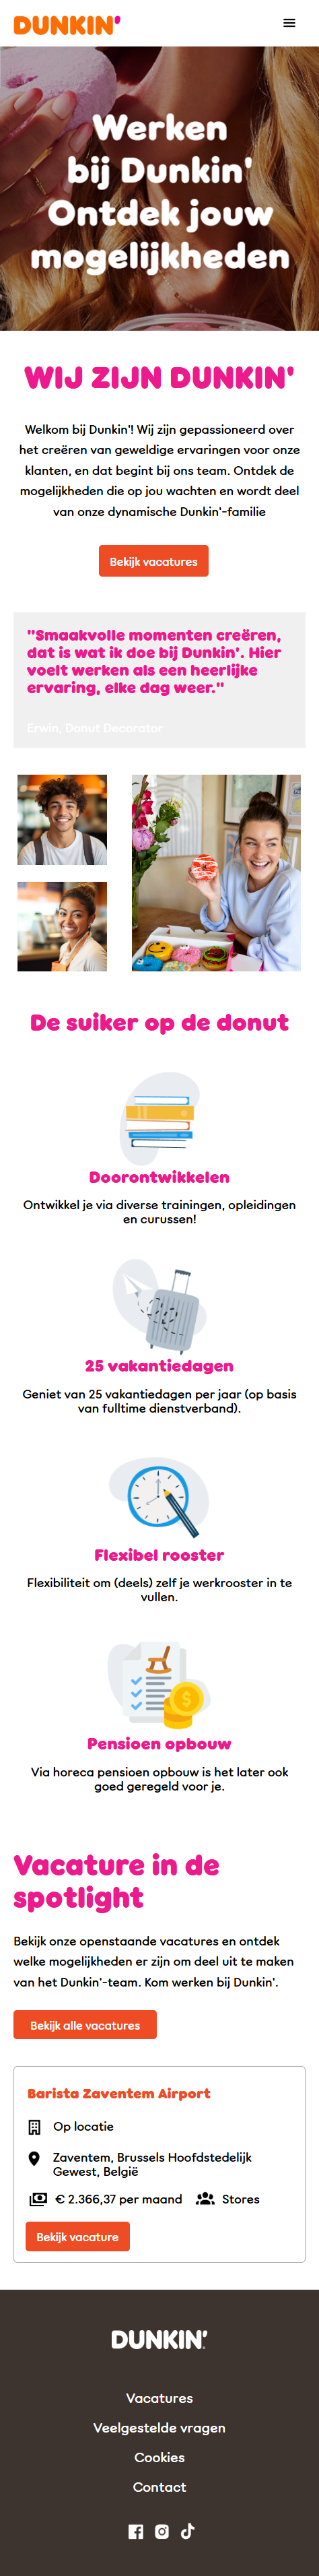 DUNKIN'
Werken
bij Dunkin'
Ontdek jouw
mogelijkheden
WIJ ZIJN DUNKIN'
Welkom bij Dunkin'! Wij zijn gepassioneerd over
het creëren van geweldige ervaringen voor onze
klanten, en dat begint bij ons team. Ontdek de
mogelijkheden die op jou wachten en wordt deel
van onze dynamische Dunkin'-familie
Bekijk vacatures
"Smaakvolle momenten creëren,
dat is wat ik doe bij Dunkin'. Hier
voelt werken als een heerlijke
ervaring, elke dag weer."
Erwin, Donut Decorator
De suiker op de donut
Doorontwikkelen
Ontwikkel je via diverse trainingen, opleidingen
en curussen!
25 vakantiedagen
Geniet van 25 vakantiedagen per jaar (op basis
van fulltime dienstverband).
Flexibel rooster
Flexibiliteit om (deels) zelf je werkrooster in te
vullen.
Pensioen opbouw
Via horeca pensioen opbouw is het later ook
goed geregeld voor je.
Vacature in de
spotlight
Bekijk onze openstaande vacatures en ontdek
welke mogelijkheden er zijn om deel uit te maken
van het Dunkin'-team. Kom werken bij Dunkin'.
Bekijk alle vacatures
Barista Zaventem Airport
Op locatie
Zaventem, Brussels Hoofdstedelijk
Gewest, België
€ 2.366,37 per maand Stores
Bekijk vacature
DUNKIN'
Vacatures
Veelgestelde vragen
Cookies
Contact